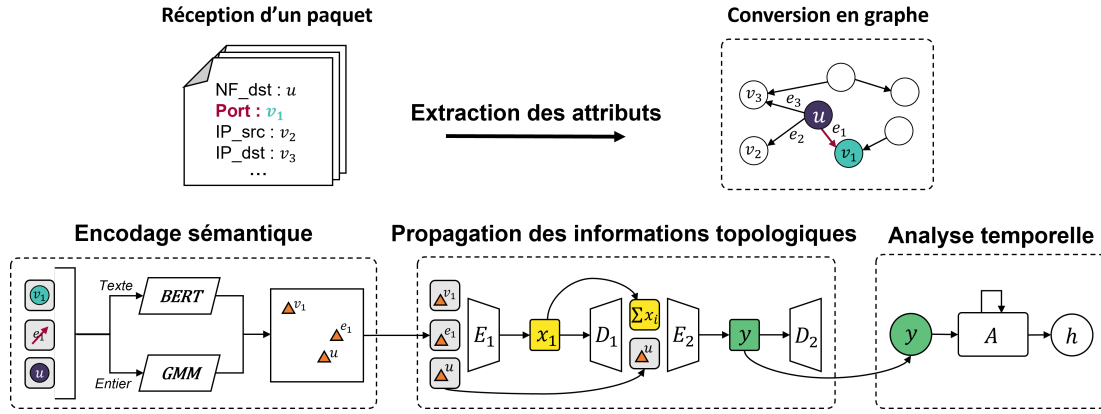 Réception d'un paquet
NF_dst : u
Port : v₁
IP_src : v₂
IP_dst : v₃
...
Extraction des attributs
Conversion en graphe
v₃
e₃
u
e₁
e₂
v₂
v₁
Encodage sémantique
v₁
e₁
u
Texte
Entier
BERT
GMM
v₁
e₁
u
Propagation des informations topologiques
v₁
e₁
u
E₁
x₁
D₁
∑xᵢ
u
E₂
y
D₂
Analyse temporelle
y
A
h